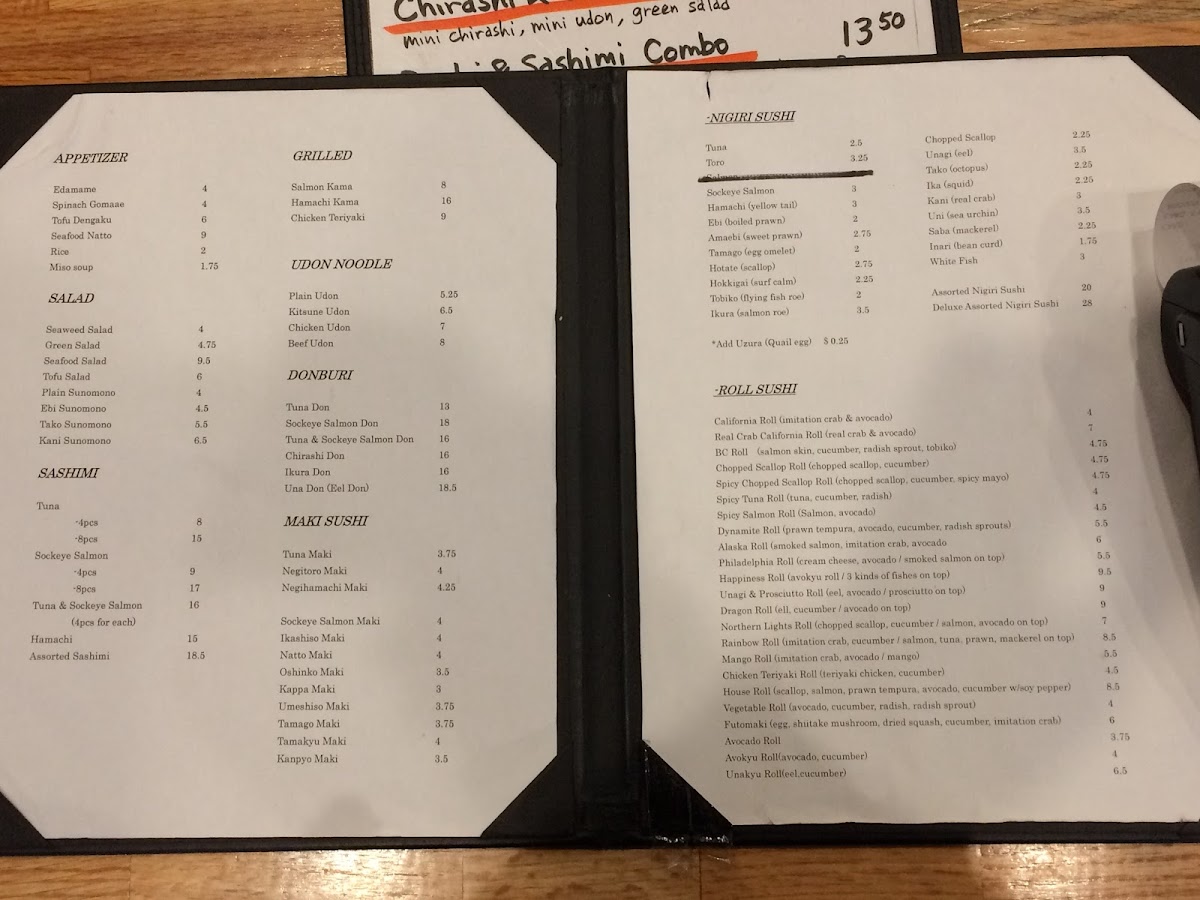 Chirashi
mini chirashi, mini udon, green salad
& Sashimi Combo 13.50
APPETIZER
Edamame 4
Spinach Gomaae 4
Tofu Dengaku 6
Seafood Natto 9
Rice 2
Miso soup 1.75
SALAD
Seaweed Salad 4
Green Salad 4.75
Seafood Salad 9.5
Tofu Salad 6
Plain Sunomono 4
Ebi Sunomono 4.5
Tako Sunomono 5.5
Kani Sunomono 6.5
SASHIMI
Tuna
-4pcs 8
-8pcs 15
Sockeye Salmon
-4pcs 9
-8pcs 17
Tuna & Sockeye Salmon 16
(4pcs for each)
Hamachi 15
Assorted Sashimi 18.5
GRILLED
Salmon Kama 8
Hamachi Kama 16
Chicken Teriyaki 9
UDON NOODLE
Plain Udon 5.25
Kitsune Udon 6.5
Chicken Udon 7
Beef Udon 8
DONBURI
Tuna Don 13
Sockeye Salmon Don 18
Tuna & Sockeye Salmon Don 16
Chirashi Don 16
Ikura Don 16
Una Don (Eel Don) 18.5
MAKI SUSHI
Tuna Maki 3.75
Negitoro Maki 4
Negihamachi Maki 4.25
Sockeye Salmon Maki 4
Ikashiso Maki 4
Natto Maki 4
Oshinko Maki 3.5
Kappa Maki 3
Umeshiso Maki 3.75
Tamago Maki 3.75
Tamakyu Maki 4
Kanpyo Maki 3.5
-NIGIRI SUSHI
Tuna 2.5
Toro 3.25
Sockeye Salmon 3
Hamachi (yellow tail) 3
Ebi (boiled prawn) 2
Amaebi (sweet prawn) 2.75
Tamago (egg omelet) 2
Hotate (scallop) 2.75
Hokkigai (surf calm) 2.25
Tobiko (flying fish roe) 2
Ikura (salmon roe) 3.5
*Add Uzura (Quail egg) $ 0.25
Chopped Scallop 2.25
Unagi (eel) 3.5
Tako (octopus) 2.25
Ika (squid) 2.25
Kani (real crab) 3
Uni (sea urchin) 3.5
Saba (mackerel) 2.25
Inari (bean curd) 1.75
White Fish 3
Assorted Nigiri Sushi 20
Deluxe Assorted Nigiri Sushi 28
-ROLL SUSHI
California Roll (imitation crab & avocado) 4
Real Crab California Roll (real crab & avocado) 7
BC Roll (salmon skin, cucumber, radish sprout, tobiko) 4.75
Chopped Scallop Roll (chopped scallop, cucumber) 4.75
Spicy Chopped Scallop Roll (chopped scallop, cucumber, spicy mayo) 4.75
Spicy Tuna Roll (tuna, cucumber, radish) 4
Spicy Salmon Roll (Salmon, avocado) 4.5
Dynamite Roll (prawn tempura, avocado, cucumber, radish sprouts) 5.5
Alaska Roll (smoked salmon, imitation crab, avocado 6
Philadelphia Roll (cream cheese, avocado / smoked salmon on top) 5.5
Happiness Roll (avokyu roll / 3 kinds of fishes on top) 9.5
Unagi & Prosciutto Roll (eel, avocado / prosciutto on top) 9
Dragon Roll (ell, cucumber / avocado on top) 9
Northern Lights Roll (chopped scallop, cucumber / salmon, avocado on top) 7
Rainbow Roll (imitation crab, cucumber / salmon, tuna, prawn, mackerel on top) 8.5
Mango Roll (imitation crab, avocado / mango) 5.5
Chicken Teriyaki Roll (teriyaki chicken, cucumber) 4.5
House Roll (scallop, salmon, prawn tempura, avocado, cucumber w/soy pepper) 8.5
Vegetable Roll (avocado, cucumber, radish, radish sprout) 4
Futomaki (egg, shiitake mushroom, dried squash, cucumber, imitation crab) 6
Avocado Roll 3.75
Avokyu Roll(avocado, cucumber) 4
Unakyu Roll(eel,cucumber) 6.5